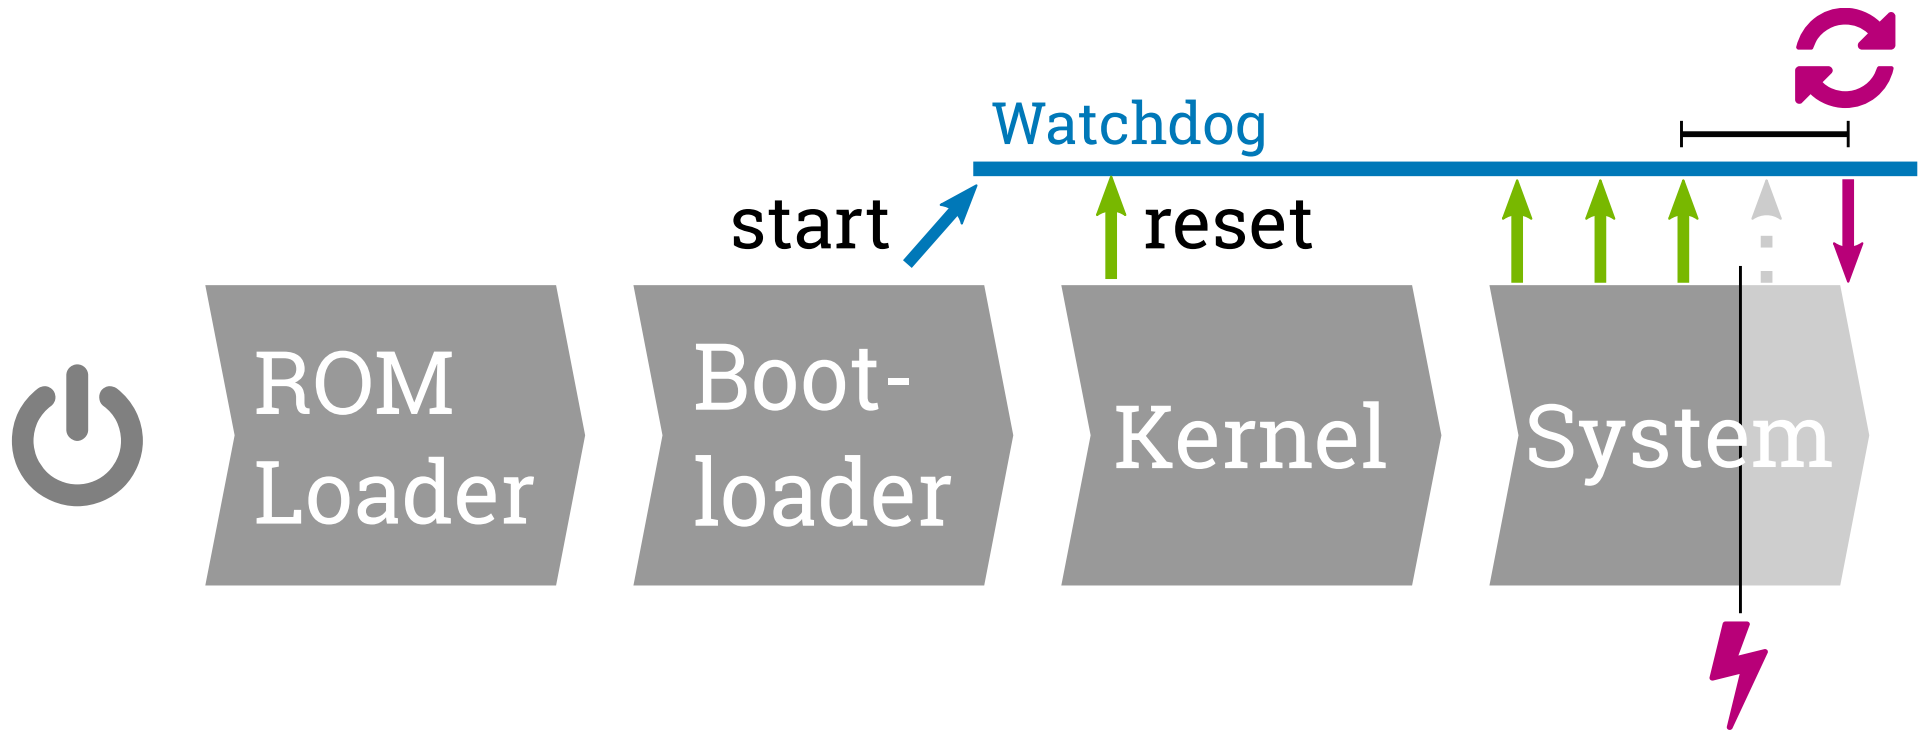 Watchdog
start
reset
ROM
Loader
Boot-
loader
Kernel
System